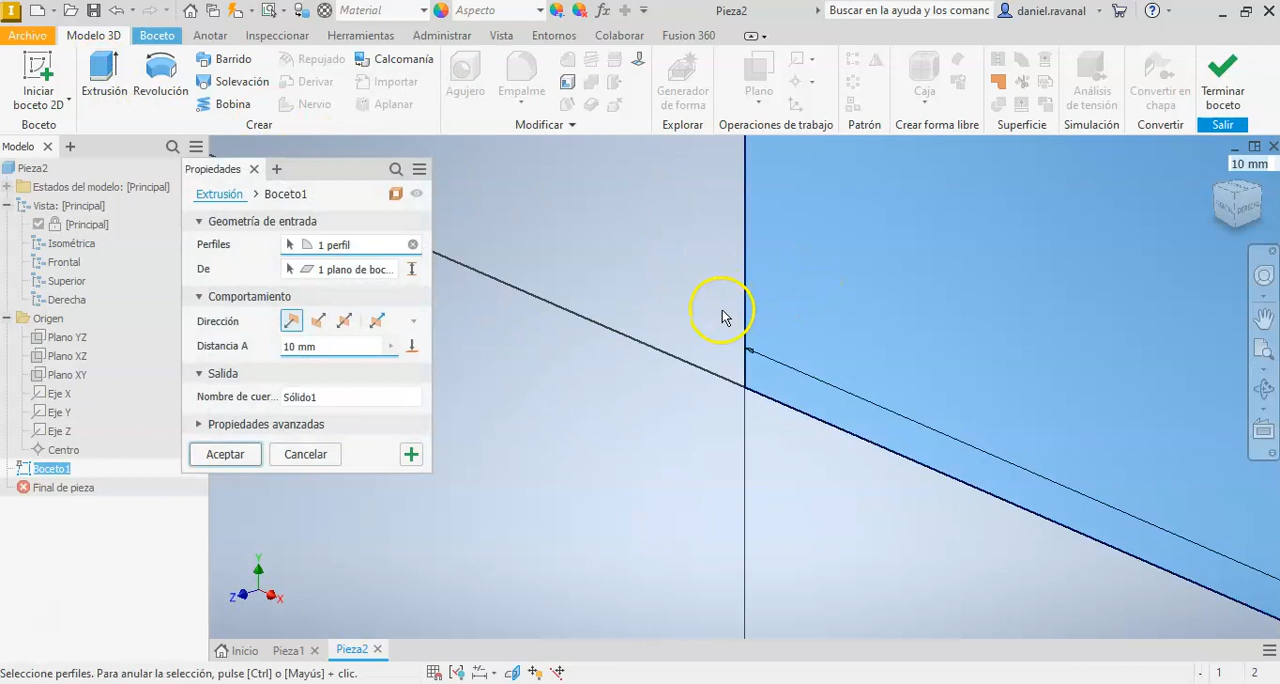 Material
Aspecto
Pieza2
Buscar en la ayuda y los comanc
daniel.ravanal
Archivo
Modelo 3D
Boceto
Anotar
Inspeccionar
Herramientas
Administrar
Vista
Entornos
Colaborar
Fusion 360
Iniciar
boceto 2D
Boceto
Extrusión
Revolución
Barrido
Solevación
Bobina
Repujado
Derivar
Nervio
Calcomanía
Importar
Aplanar
Crear
Agujero
Empalme
Modificar
Generador
de forma
Explorar
Plano
Operaciones de trabajo
Patrón
Caja
Crear forma libre
Superficie
Análisis
de tensión
Simulación
Convertir en
chapa
Convertir
Terminar
boceto
Salir
Modelo
Pieza2
Estados del modelo: [Principal]
Vista: [Principal]
[Principal]
Isométrica
Frontal
Superior
Derecha
Origen
Plano YZ
Plano XZ
Plano XY
Eje X
Eje Y
Eje Z
Centro
Boceto1
Final de pieza
Propiedades
Extrusión > Boceto1
Geometría de entrada
Perfiles 1 perfil
De 1 plano de boc...
Comportamiento
Dirección
Distancia A 10 mm
Salida
Nombre de cuer... Sólido1
Propiedades avanzadas
Aceptar
Cancelar
10 mm
DERECHA
Y
Z
X
Inicio
Pieza1
Pieza2
Seleccione perfiles. Para anular la selección, pulse [Ctrl] o [Mayús] + clic.
1
2